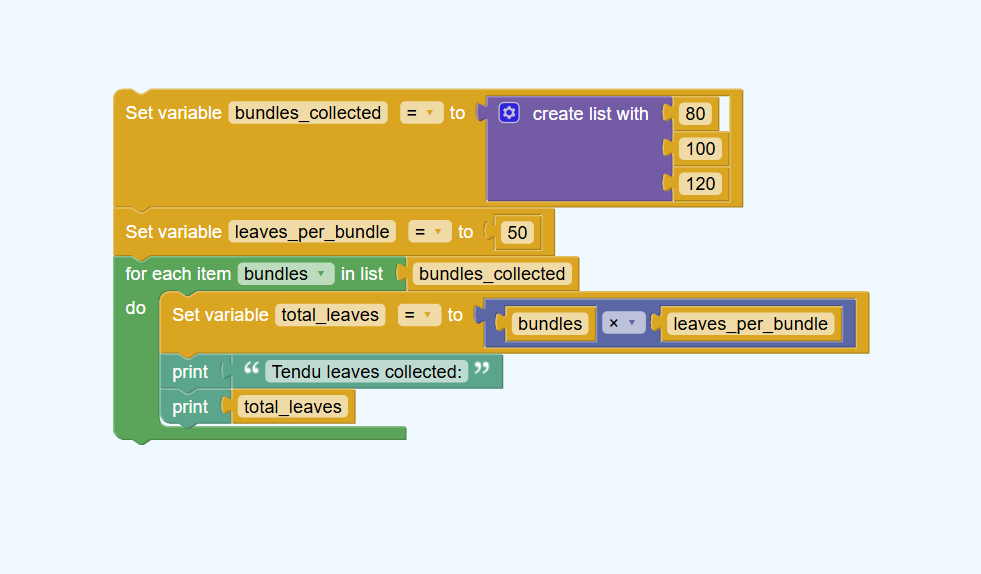 Set variable bundles_collected = to create list with 80
100
120
Set variable leaves_per_bundle = to 50
for each item bundles in list bundles_collected
do Set variable total_leaves = to bundles × leaves_per_bundle
print “ Tendu leaves collected: ”
print total_leaves